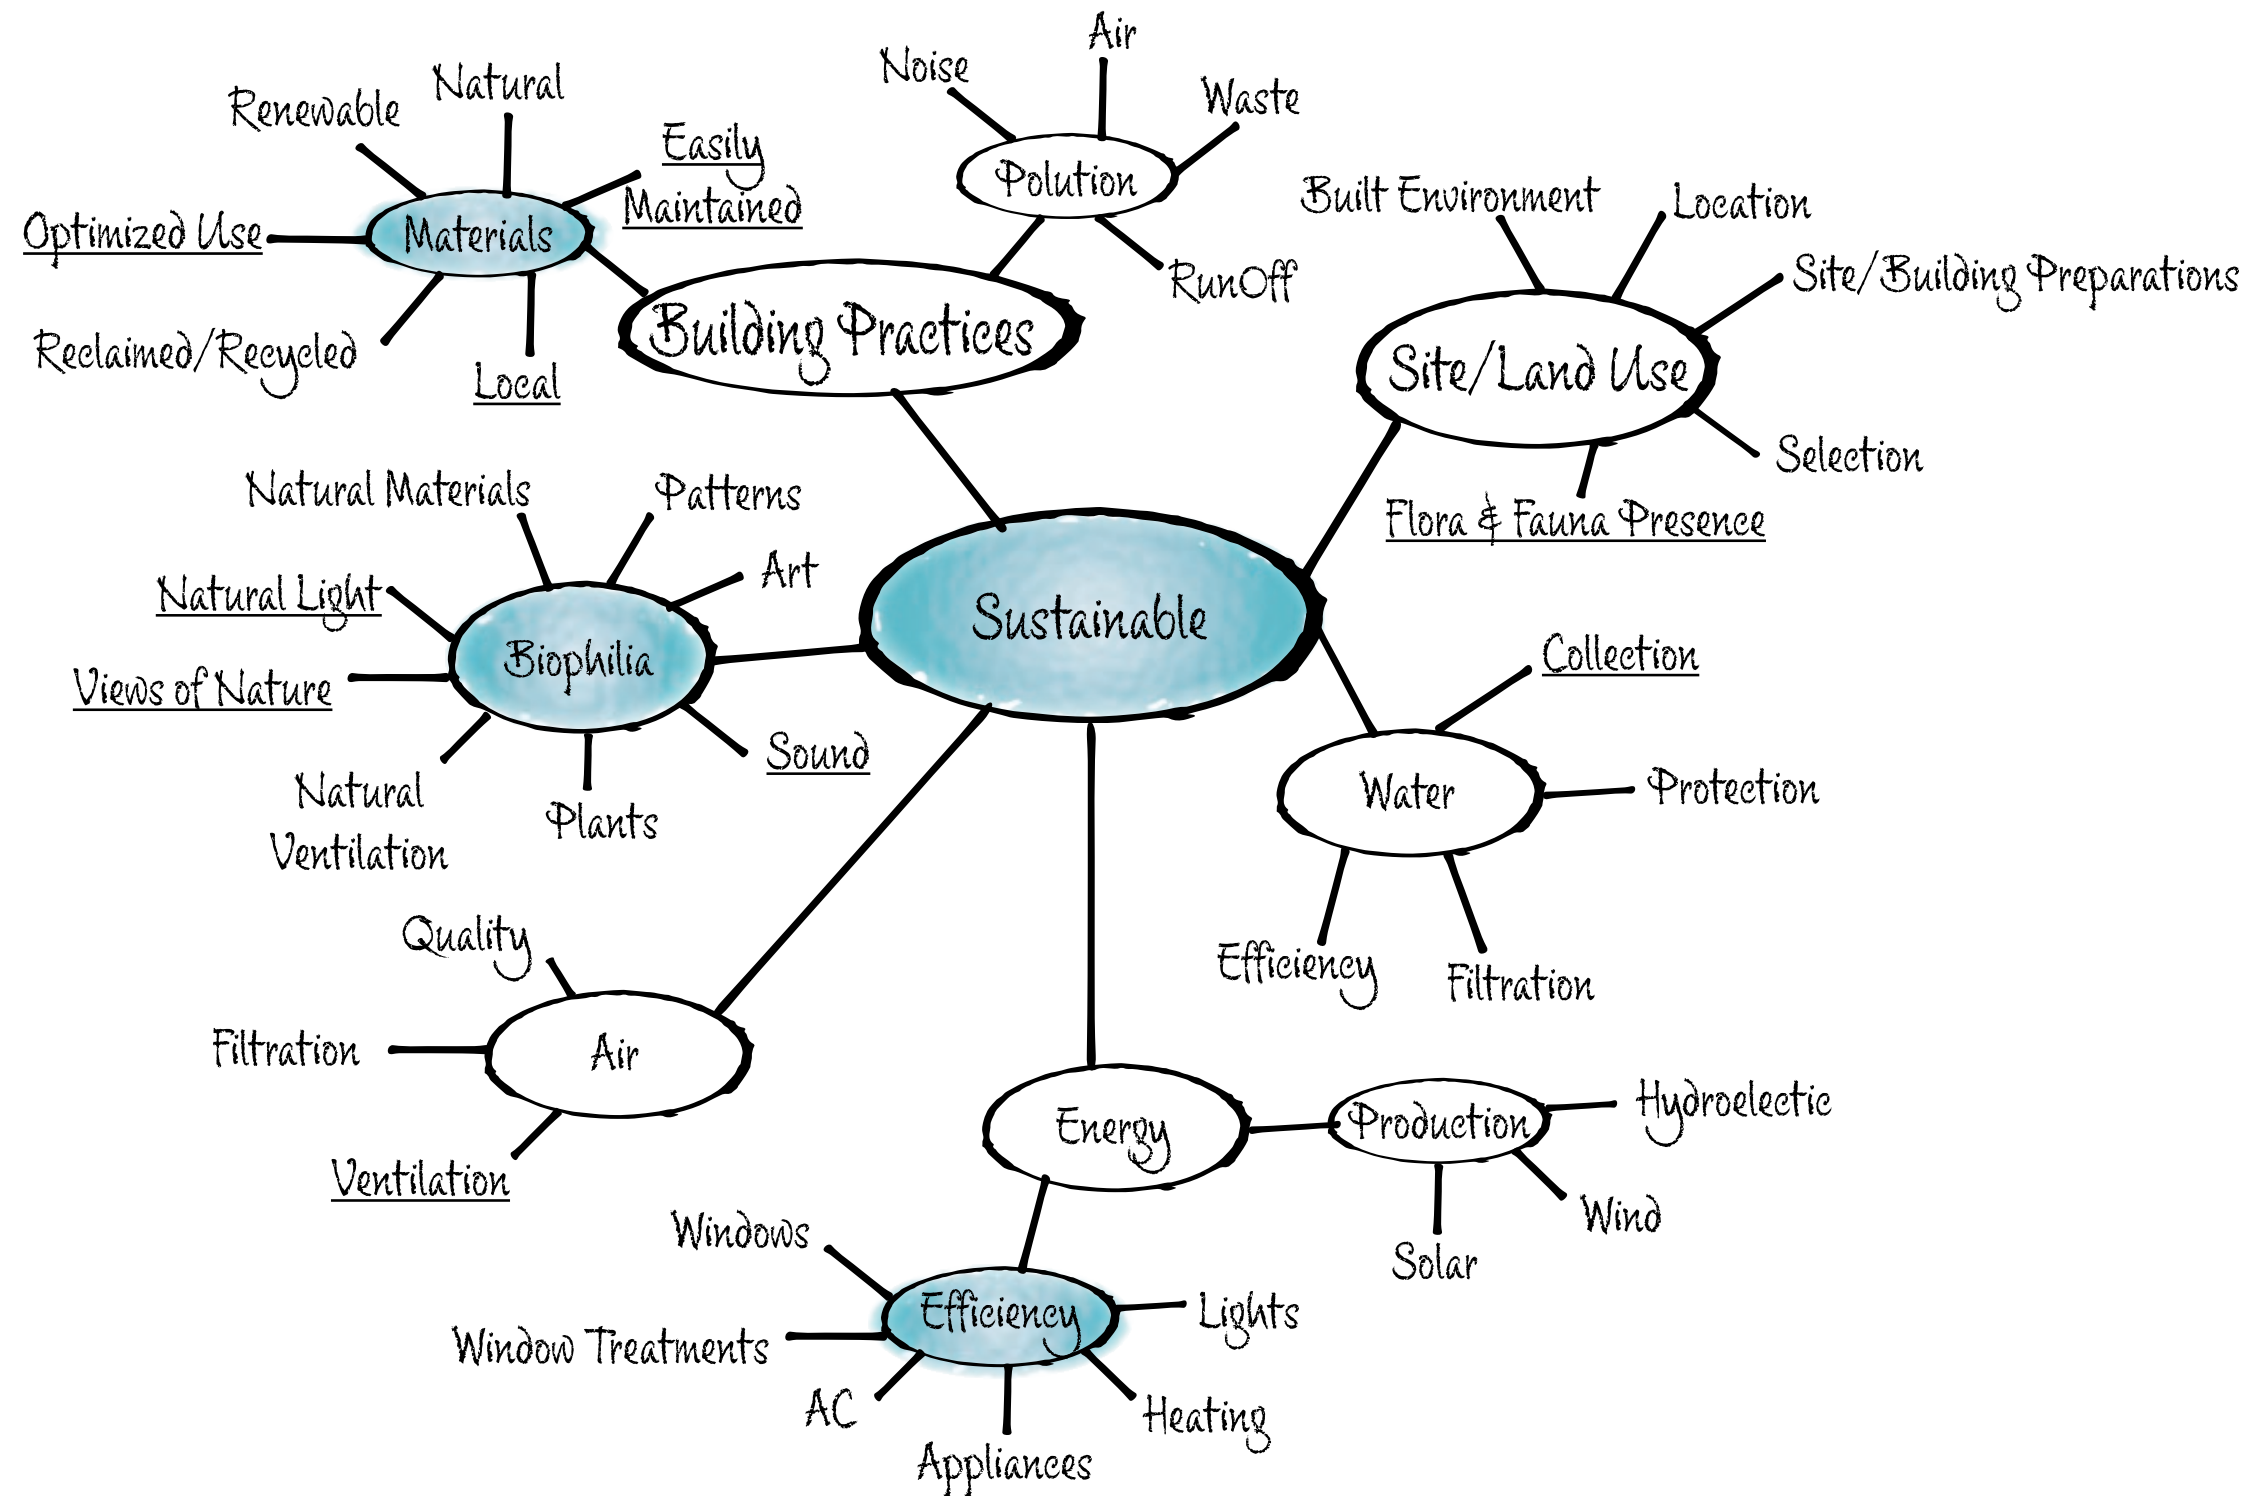 Air
Noise
Waste
Polution
RunOff
Natural
Renewable
Easily
Maintained
Optimized Use
Materials
Reclaimed/Recycled
Local
Building Practices
Built Environment
Location
Site/Building Preparations
Site/Land Use
Selection
Flora & Fauna Presence
Natural Materials
Patterns
Art
Natural Light
Biophilia
Views of Nature
Sound
Natural
Ventilation
Plants
Sustainable
Collection
Water
Protection
Efficiency
Filtration
Quality
Filtration
Air
Ventilation
Energy
Production
Hydroelectic
Wind
Solar
Windows
Efficiency
Lights
Window Treatments
AC
Heating
Appliances